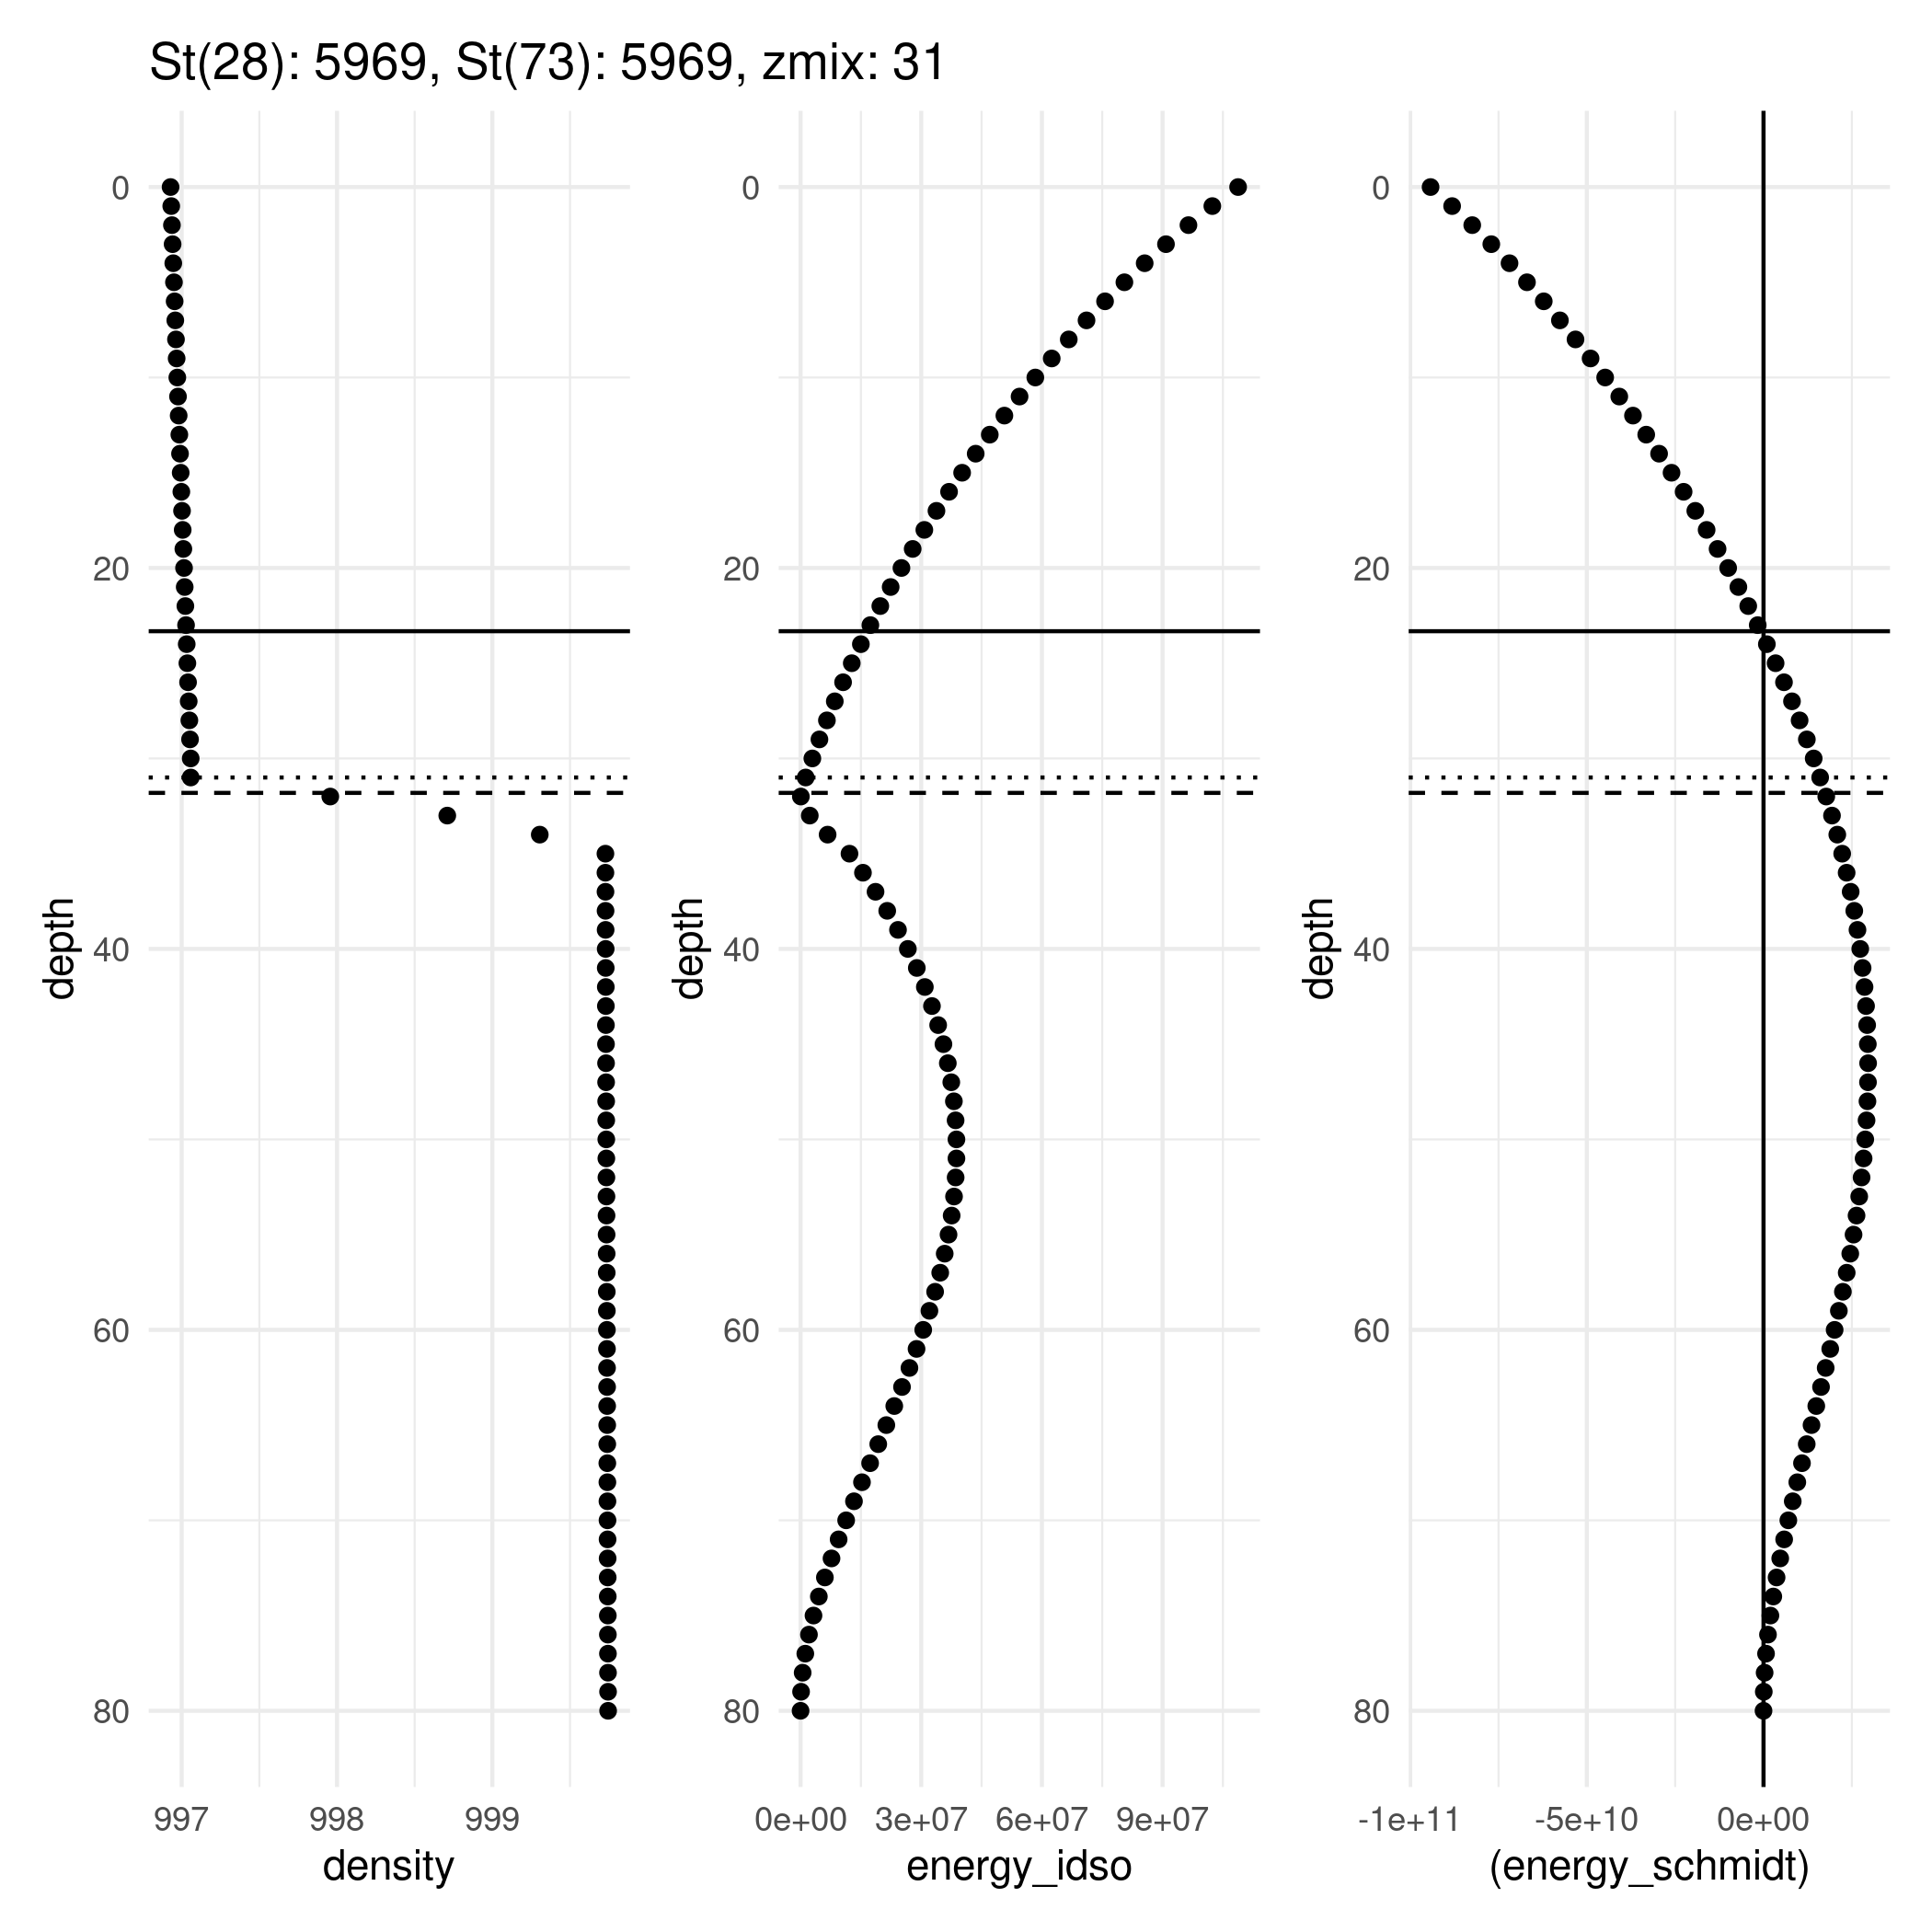 St(28): 5969, St(73): 5969, zmix: 31
0
20
40
60
80
depth
997 998 999
density
0
20
40
60
80
depth
0e+00 3e+07 6e+07 9e+07
energy_idso
0
20
40
60
80
depth
-1e+11 -5e+10 0e+00
(energy_schmidt)